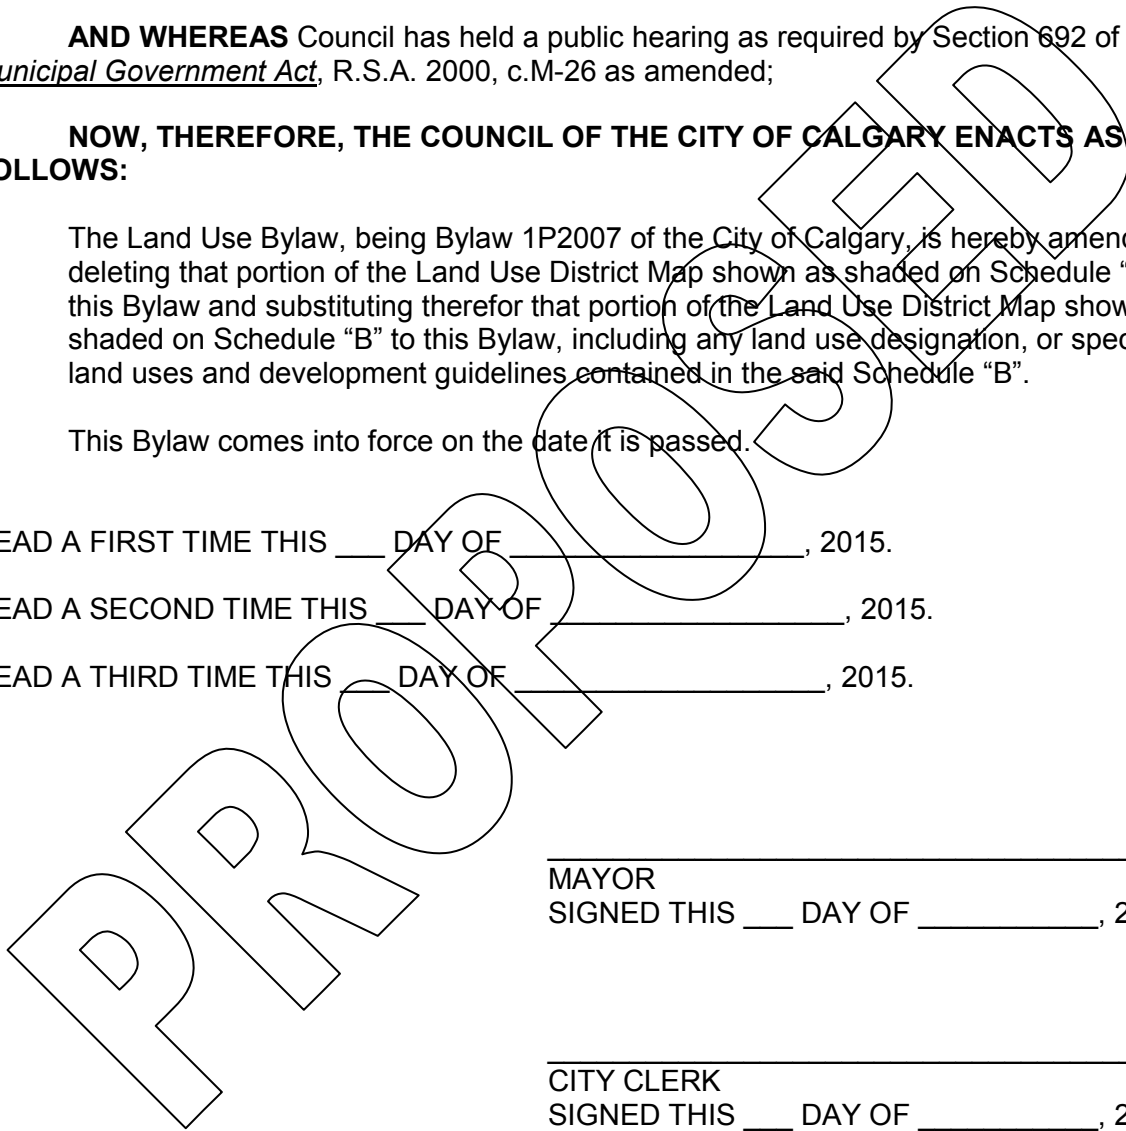 AND WHEREAS Council has held a public hearing as required by Section 692 of
unicipal Government Act, R.S.A. 2000, c.M-26 as amended;
NOW, THEREFORE, THE COUNCIL OF THE CITY OF CALGARY ENACTS AS
OLLOWS:
The Land Use Bylaw, being Bylaw 1P2007 of the City of Calgary, is hereby amend
deleting that portion of the Land Use District Map shown as shaded on Schedule “
this Bylaw and substituting therefor that portion of the Land Use District Map show
shaded on Schedule “B” to this Bylaw, including any land use designation, or spec
land uses and development guidelines contained in the said Schedule “B”.
This Bylaw comes into force on the date it is passed.
EAD A FIRST TIME THIS ___ DAY OF __________________, 2015.
EAD A SECOND TIME THIS ___ DAY OF __________________, 2015.
EAD A THIRD TIME THIS ___ DAY OF ___________________, 2015.
MAYOR
SIGNED THIS ___ DAY OF ___________, 2
CITY CLERK
SIGNED THIS ___ DAY OF ___________, 2
PROPOSED